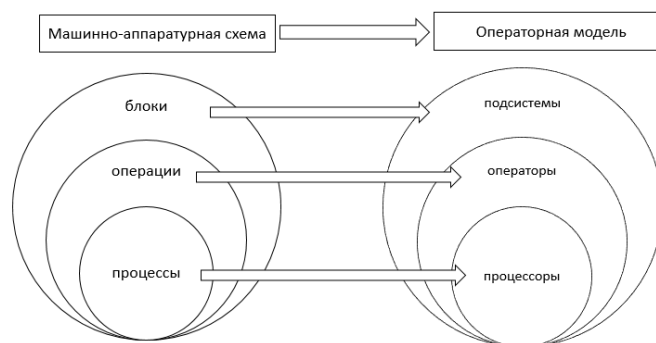 Машинно-аппаратурная схема
Операторная модель
блоки
подсистемы
операции
операторы
процессы
процессоры